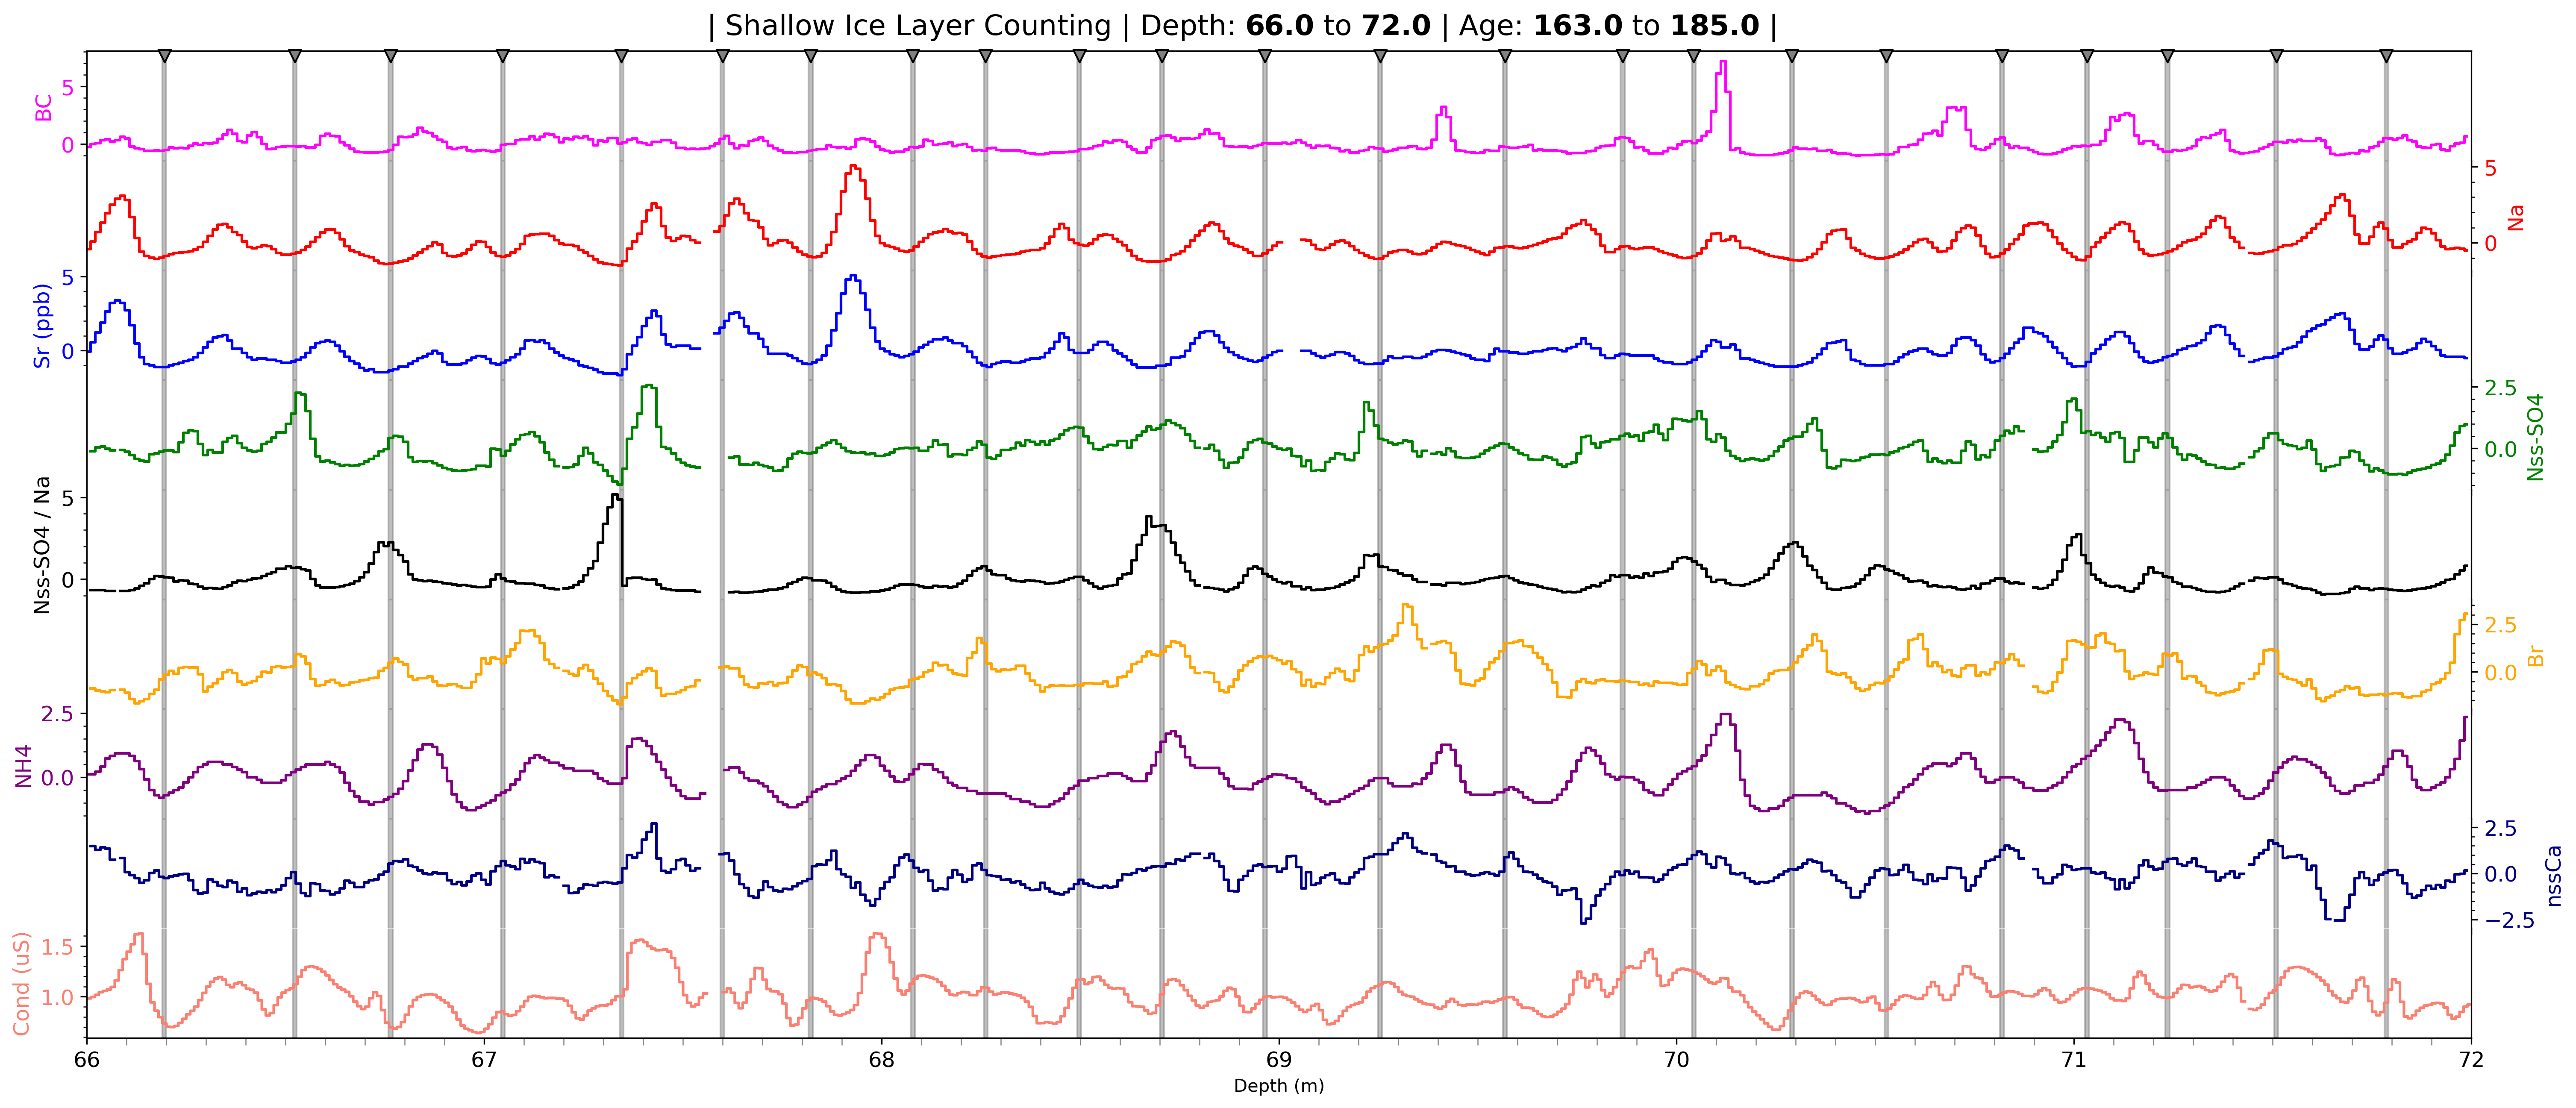 | Shallow Ice Layer Counting | Depth: 66.0 to 72.0 | Age: 163.0 to 185.0 |
BC
5
0
5
0
Na
Sr (ppb)
5
0
2.5
0.0
Nss-SO4
Nss-SO4 / Na
5
0
2.5
0.0
Br
NH4
2.5
0.0
2.5
0.0
−2.5
nssCa
Cond (uS)
1.5
1.0
66 67 68 69 70 71 72
Depth (m)